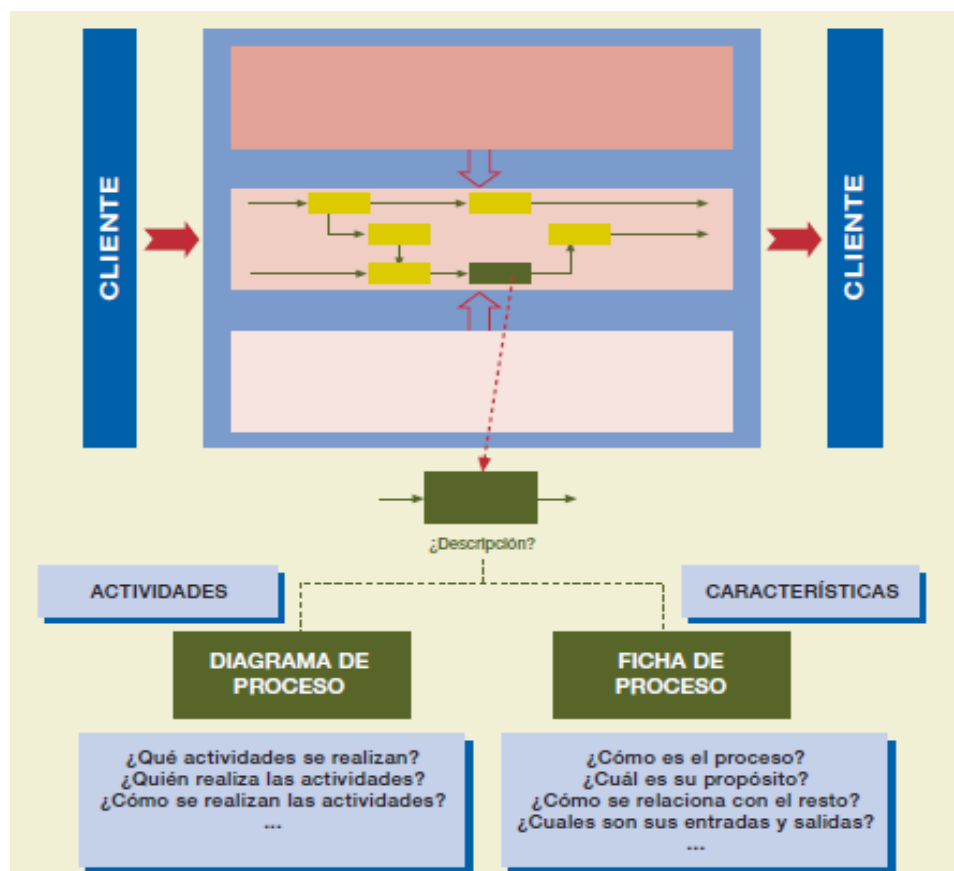 CLIENTE
CLIENTE
¿Descripción?
ACTIVIDADES
CARACTERÍSTICAS
DIAGRAMA DE
PROCESO
FICHA DE
PROCESO
¿Qué actividades se realizan?
¿Quién realiza las actividades?
¿Cómo se realizan las actividades?
...
¿Cómo es el proceso?
¿Cuál es su propósito?
¿Cómo se relaciona con el resto?
¿Cuales son sus entradas y salidas?
...